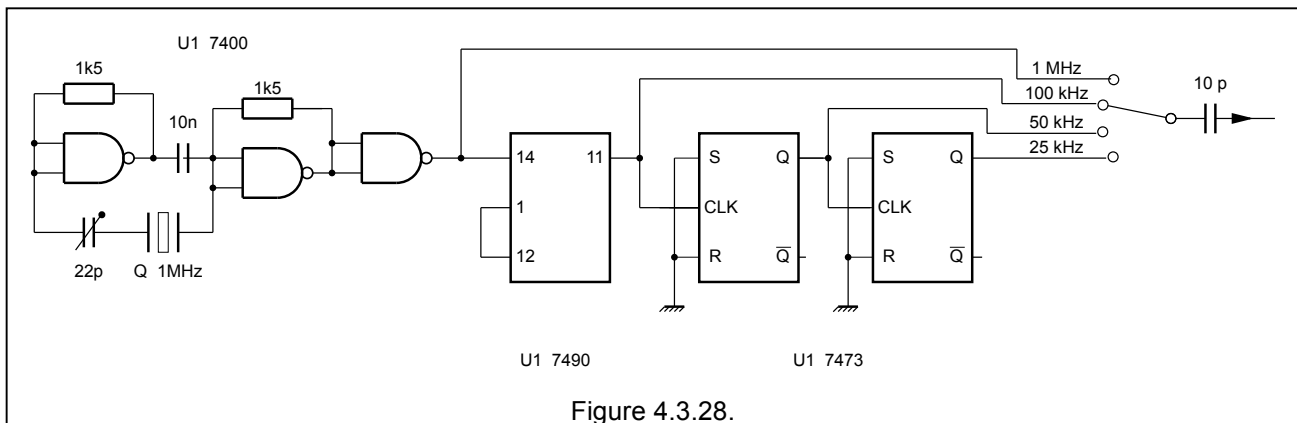 U1 7400
1k5
1k5
10n
22p
Q 1MHz
14
11
1
12
U1 7490
S
Q
CLK
R
Q̅
S
Q
CLK
R
Q̅
U1 7473
1 MHz
100 kHz
50 kHz
25 kHz
10 p
Figure 4.3.28.